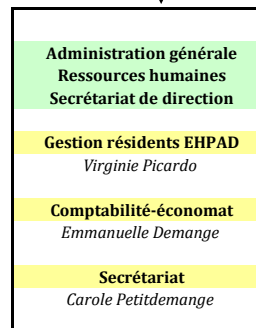 Administration générale
Ressources humaines
Secrétariat de direction
Gestion résidents EHPAD
Virginie Picardo
Comptabilité-économat
Emmanuelle Demange
Secrétariat
Carole Petitdemange